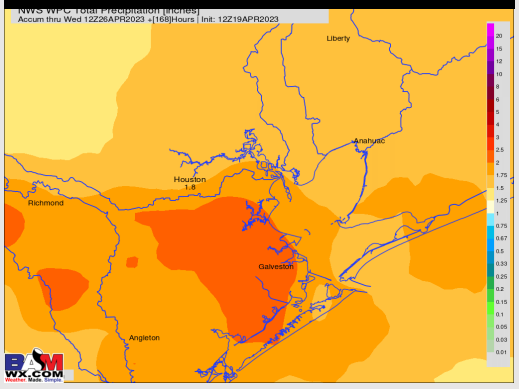 NWS WPC Total Precipitation [inches]
Accum thru Wed 12Z26APR2023 +[168]Hours | Init: 12Z19APR2023
Liberty
Anahuac
Houston
1.8
Richmond
Galveston
Angleton
20
15
12
10
8
6
5
4
3
2.5
2
1.75
1.5
1.25
1
0.75
0.67
0.5
0.33
0.25
0.2
0.15
0.1
0.05
0.03
0.01
BAM
WX.COM
Weather. Made. Simple.